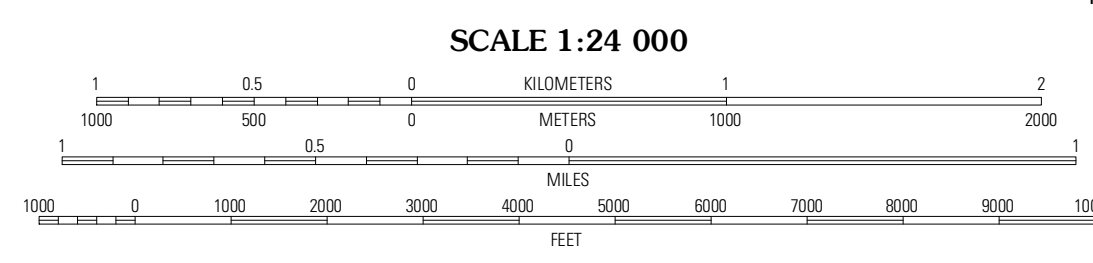 SCALE 1:24 000
1 0.5 0 KILOMETERS 1 2
1000 500 0 METERS 1000 2000
1 0.5 0 1
MILES
1000 0 1000 2000 3000 4000 5000 6000 7000 8000 9000
FEET